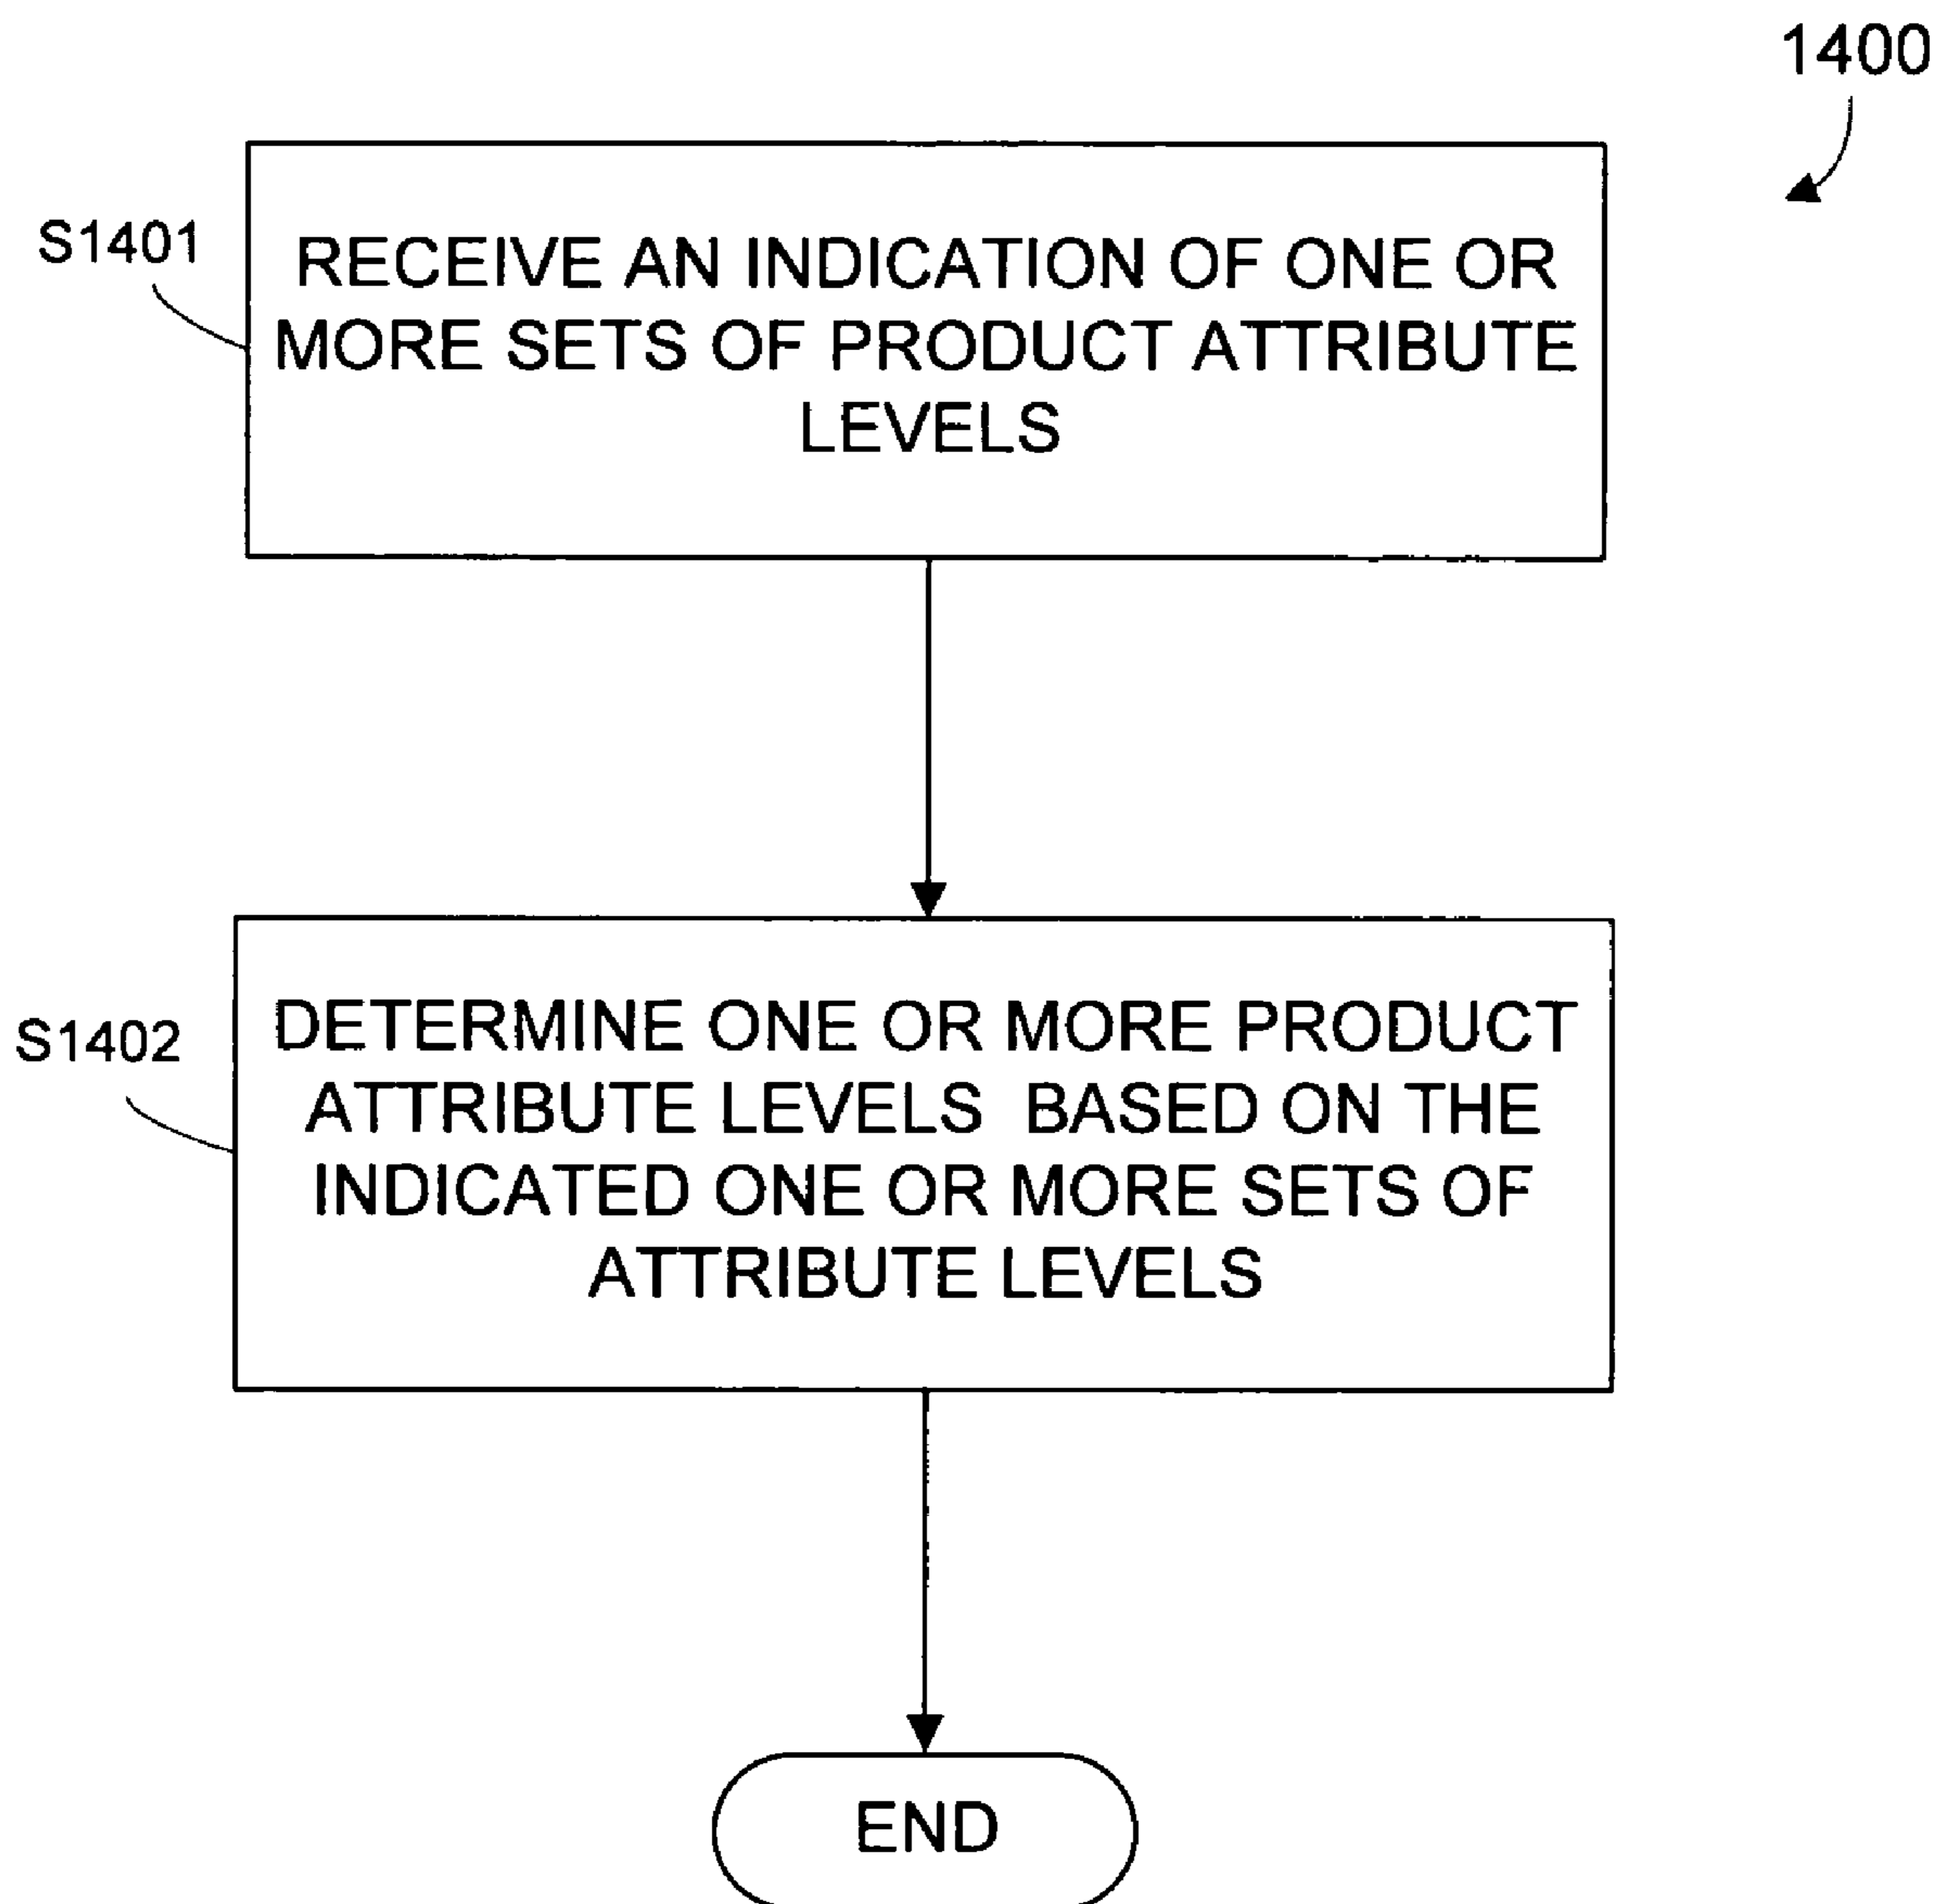 1400
S1401
RECEIVE AN INDICATION OF ONE OR
MORE SETS OF PRODUCT ATTRIBUTE
LEVELS
S1402
DETERMINE ONE OR MORE PRODUCT
ATTRIBUTE LEVELS BASED ON THE
INDICATED ONE OR MORE SETS OF
ATTRIBUTE LEVELS
END